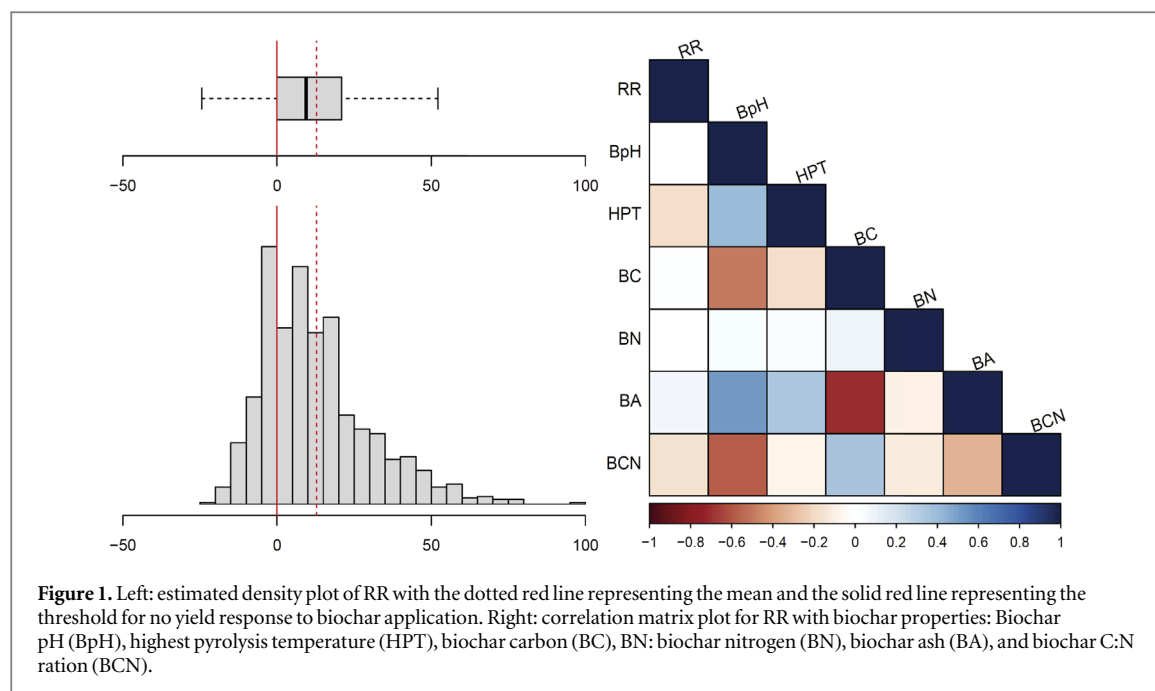 −50 0 50 100
−50 0 50 100
RR
BpH
HPT
BC
BN
BA
BCN
RR
BpH
HPT
BC
BN
BA
BCN
−1 −0.8 −0.6 −0.4 −0.2 0 0.2 0.4 0.6 0.8 1
Figure 1. Left: estimated density plot of RR with the dotted red line representing the mean and the solid red line representing the
threshold for no yield response to biochar application. Right: correlation matrix plot for RR with biochar properties: Biochar
pH (BpH), highest pyrolysis temperature (HPT), biochar carbon (BC), BN: biochar nitrogen (BN), biochar ash (BA), and biochar C:N
ration (BCN).